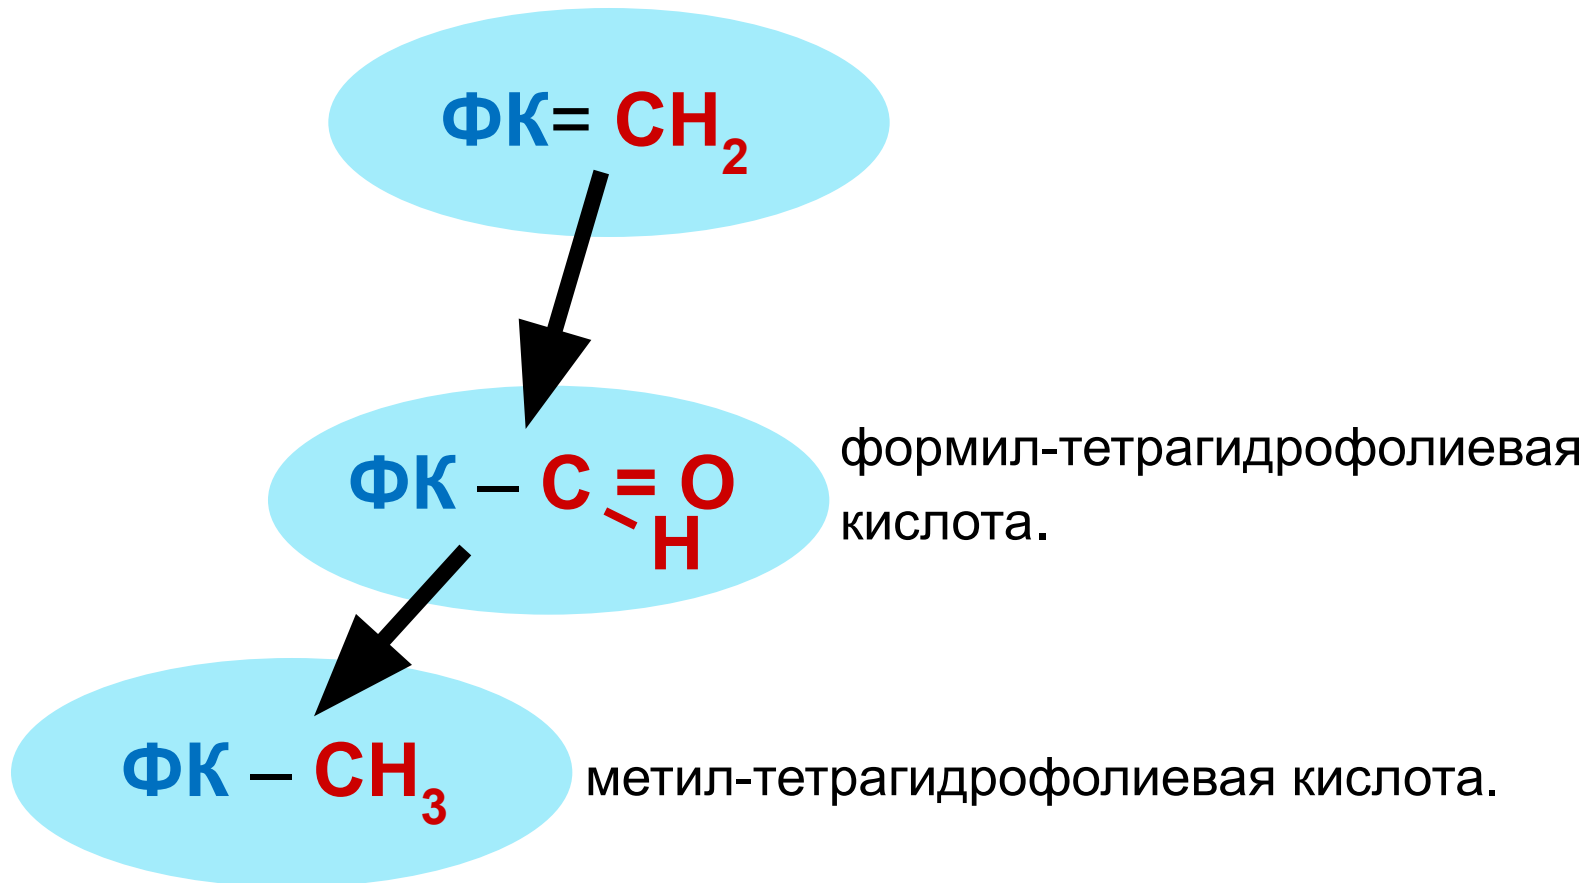 ФК= СН2
ФК – С = О
Н
формил-тетрагидрофолиевая
кислота.
ФК – СН3
метил-тетрагидрофолиевая кислота.